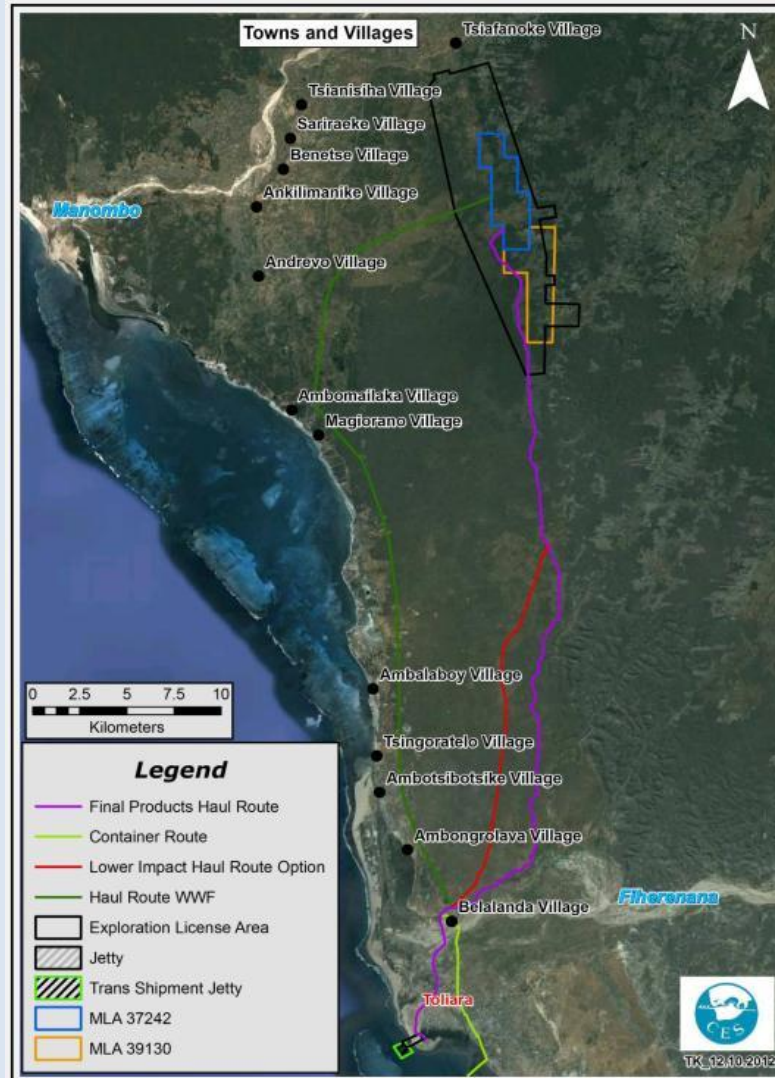 Towns and Villages
Tsiafanoke Village
N
Tsianisiha Village
Sariraeke Village
Benetse Village
Ankilimanike Village
Manombo
Andrevo Village
Ambomailaka Village
Magiorano Village
Ambalaboy Village
0 2.5 5 7.5 10
Kilometers
Tsingoratelo Village
Ambotsibotsike Village
Ambongrolava Village
Fiherenana
Belalanda Village
Toliara
Legend
Final Products Haul Route
Container Route
Lower Impact Haul Route Option
Haul Route WWF
Exploration License Area
Jetty
Trans Shipment Jetty
MLA 37242
MLA 39130
CES
TK_12.10.2012